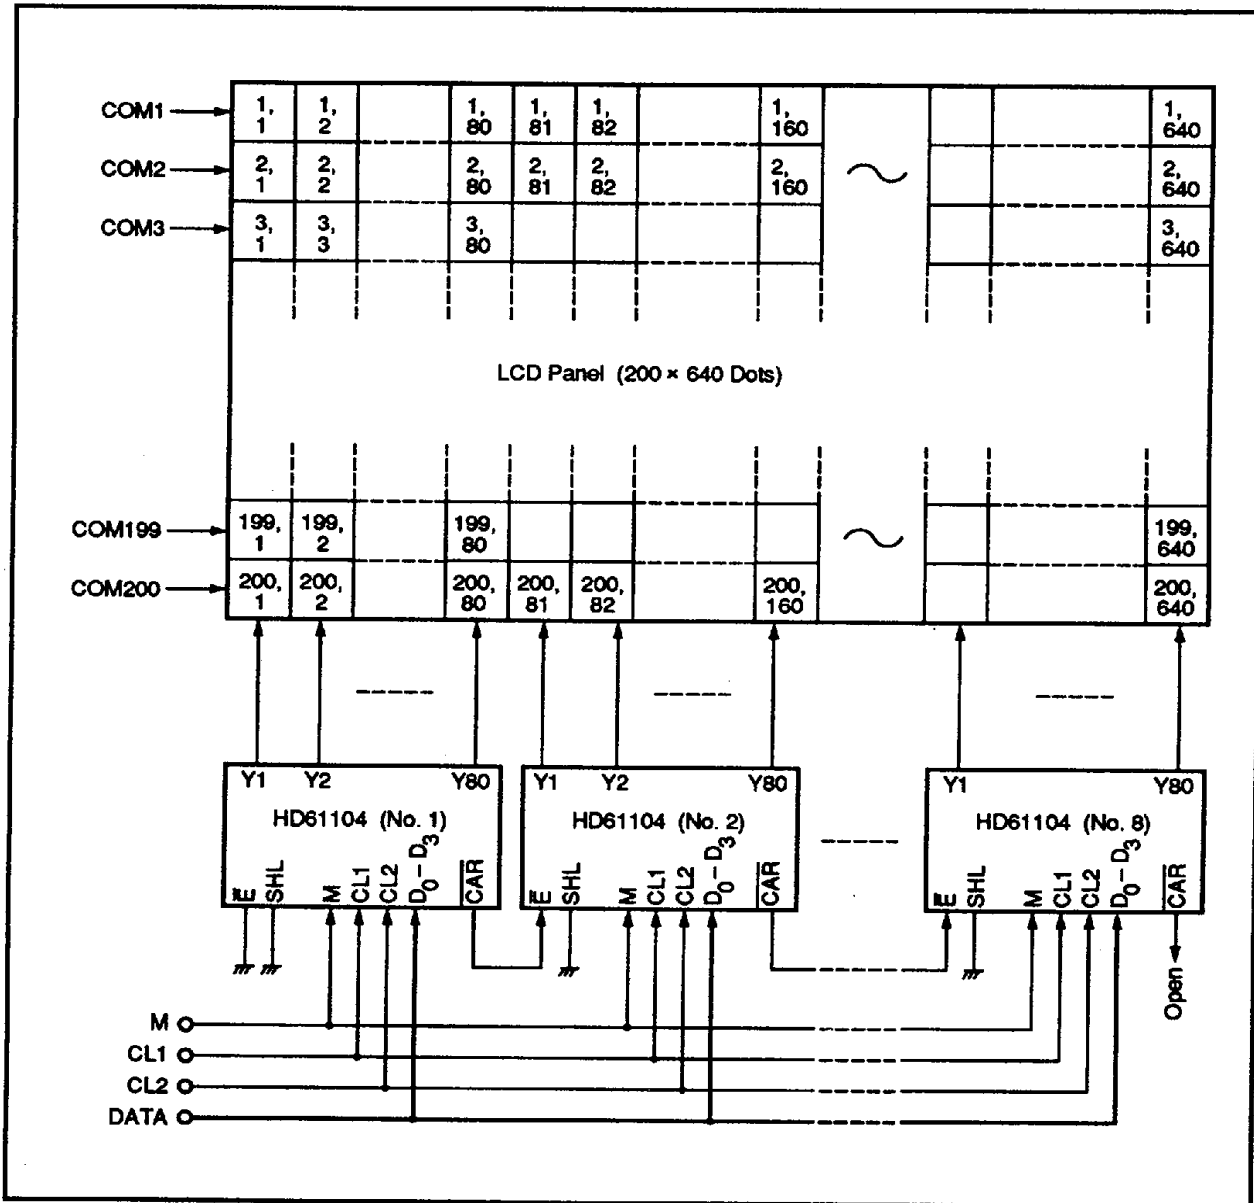 COM1 1, 1 1, 2 1, 80 1, 81 1, 82 1, 160 1, 640
COM2 2, 1 2, 2 2, 80 2, 81 2, 82 2, 160 2, 640
COM3 3, 1 3, 3 3, 80 3, 640
LCD Panel (200 × 640 Dots)
COM199 199, 1 199, 2 199, 80 199, 640
COM200 200, 1 200, 2 200, 80 200, 81 200, 82 200, 160 200, 640
Y1 Y2 Y80 Y1 Y2 Y80 Y1 Y80
HD61104 (No. 1) HD61104 (No. 2) HD61104 (No. 8)
E̅ SHL M CL1 CL2 D₀–D₃ C̅A̅R̅ E̅ SHL M CL1 CL2 D₀–D₃ C̅A̅R̅ E̅ SHL M CL1 CL2 D₀–D₃ C̅A̅R̅
Open
M
CL1
CL2
DATA